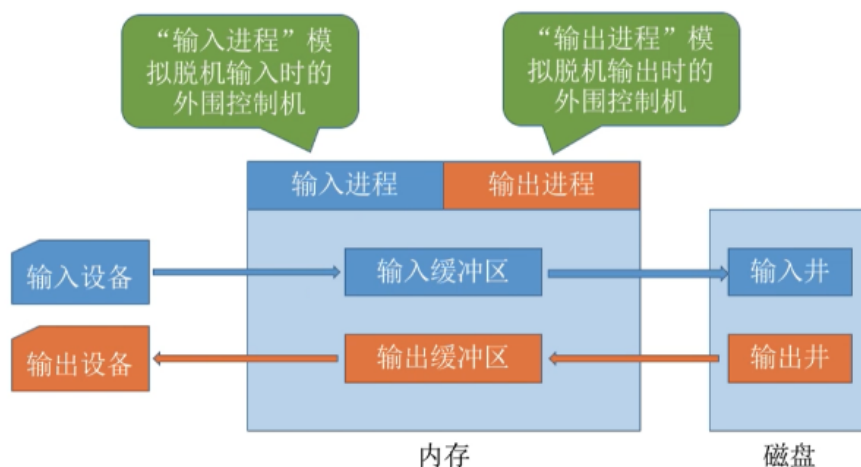 “输入进程”模
拟脱机输入时的
外围控制机
“输出进程”模
拟脱机输出时的
外围控制机
输入进程
输出进程
输入设备
输入缓冲区
输入井
输出设备
输出缓冲区
输出井
内存
磁盘